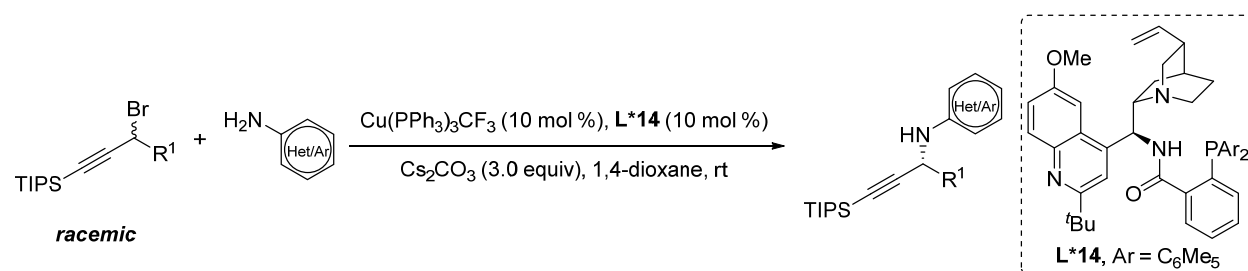 Br
R¹
TIPS
racemic
+
H₂N
Het/Ar
Cu(PPh₃)₃CF₃ (10 mol %), L*14 (10 mol %)
Cs₂CO₃ (3.0 equiv), 1,4-dioxane, rt
Het/Ar
HN
R¹
TIPS
OMe
N
NH
PAr₂
O
N
ᵗBu
L*14, Ar = C₆Me₅